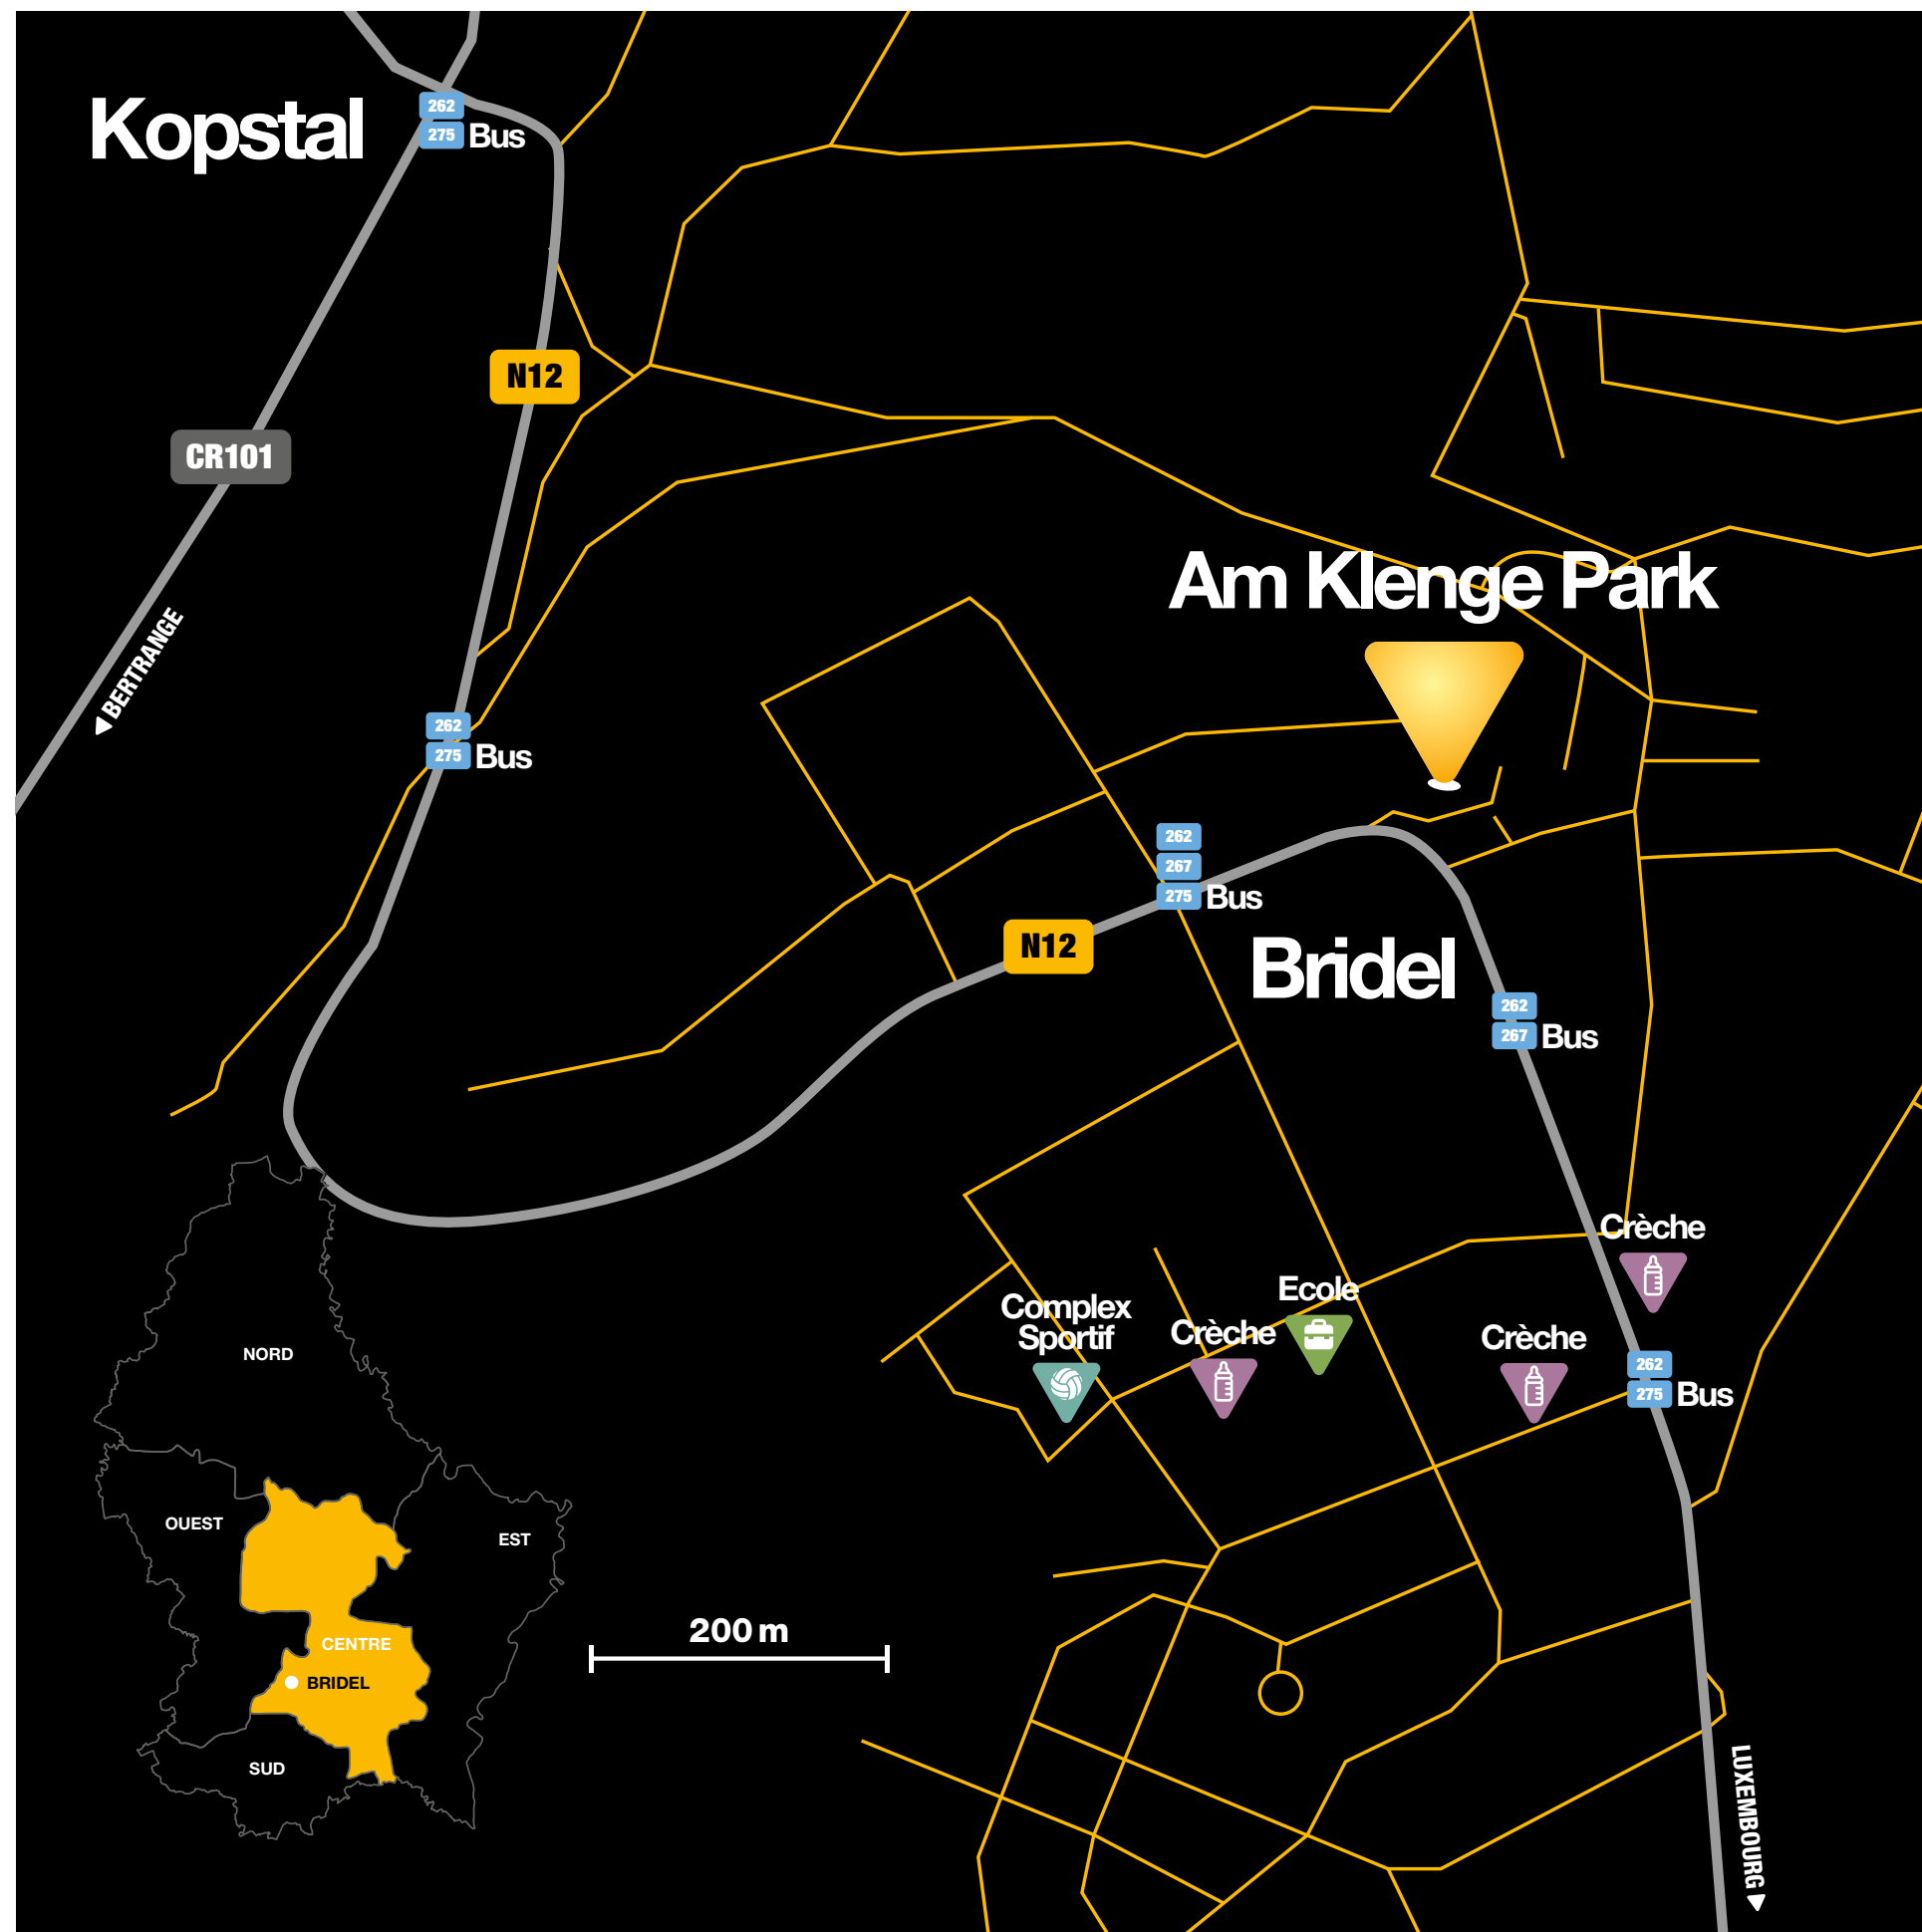 Kopstal
262
275 Bus
N12
CR101
BERTRANGE
Am Klenge Park
262
275 Bus
262
267
275 Bus
N12
Bridel
262
267 Bus
Crèche
Ecole
Complex
Sportif
Crèche
Crèche
262
275 Bus
NORD
OUEST
EST
CENTRE
BRIDEL
SUD
200 m
LUXEMBOURG